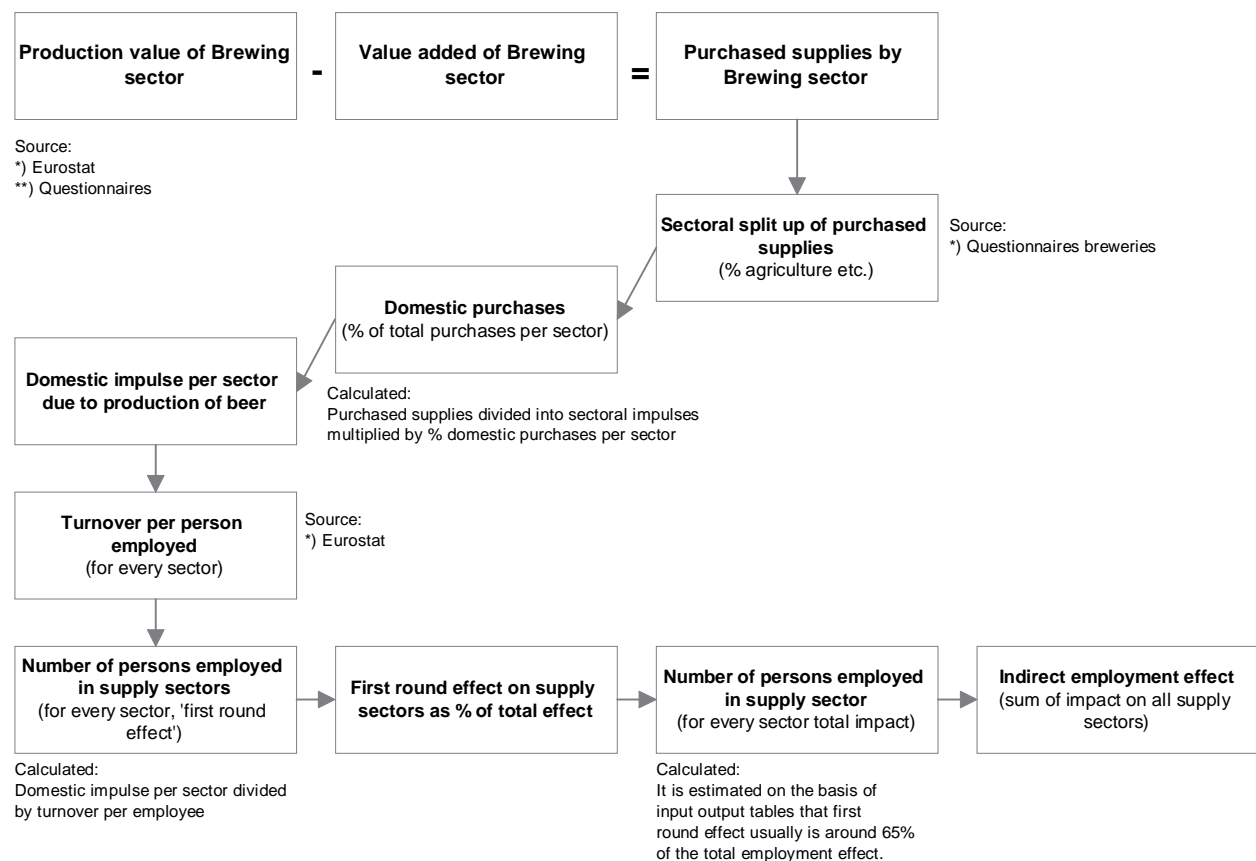 Production value of Brewing
sector
-
Value added of Brewing
sector
=
Purchased supplies by
Brewing sector
Source:
*) Eurostat
**) Questionnaires
Sectoral split up of purchased
supplies
(% agriculture etc.)
Source:
*) Questionnaires breweries
Domestic purchases
(% of total purchases per sector)
Calculated:
Purchased supplies divided into sectoral impulses
multiplied by % domestic purchases per sector
Domestic impulse per sector
due to production of beer
Turnover per person
employed
(for every sector)
Source:
*) Eurostat
Number of persons employed
in supply sectors
(for every sector, 'first round
effect')
Calculated:
Domestic impulse per sector divided
by turnover per employee
First round effect on supply
sectors as % of total effect
Number of persons employed
in supply sector
(for every sector total impact)
Calculated:
It is estimated on the basis of
input output tables that first
round effect usually is around 65%
of the total employment effect.
Indirect employment effect
(sum of impact on all supply
sectors)